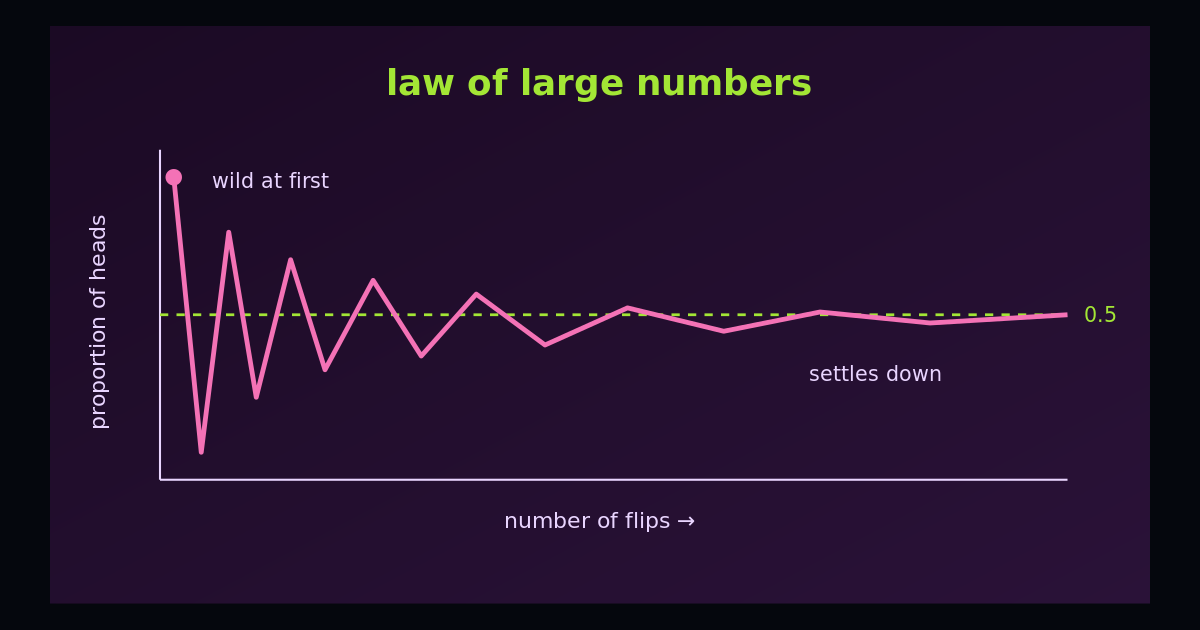 law of large numbers
wild at first
proportion of heads
0.5
settles down
number of flips →